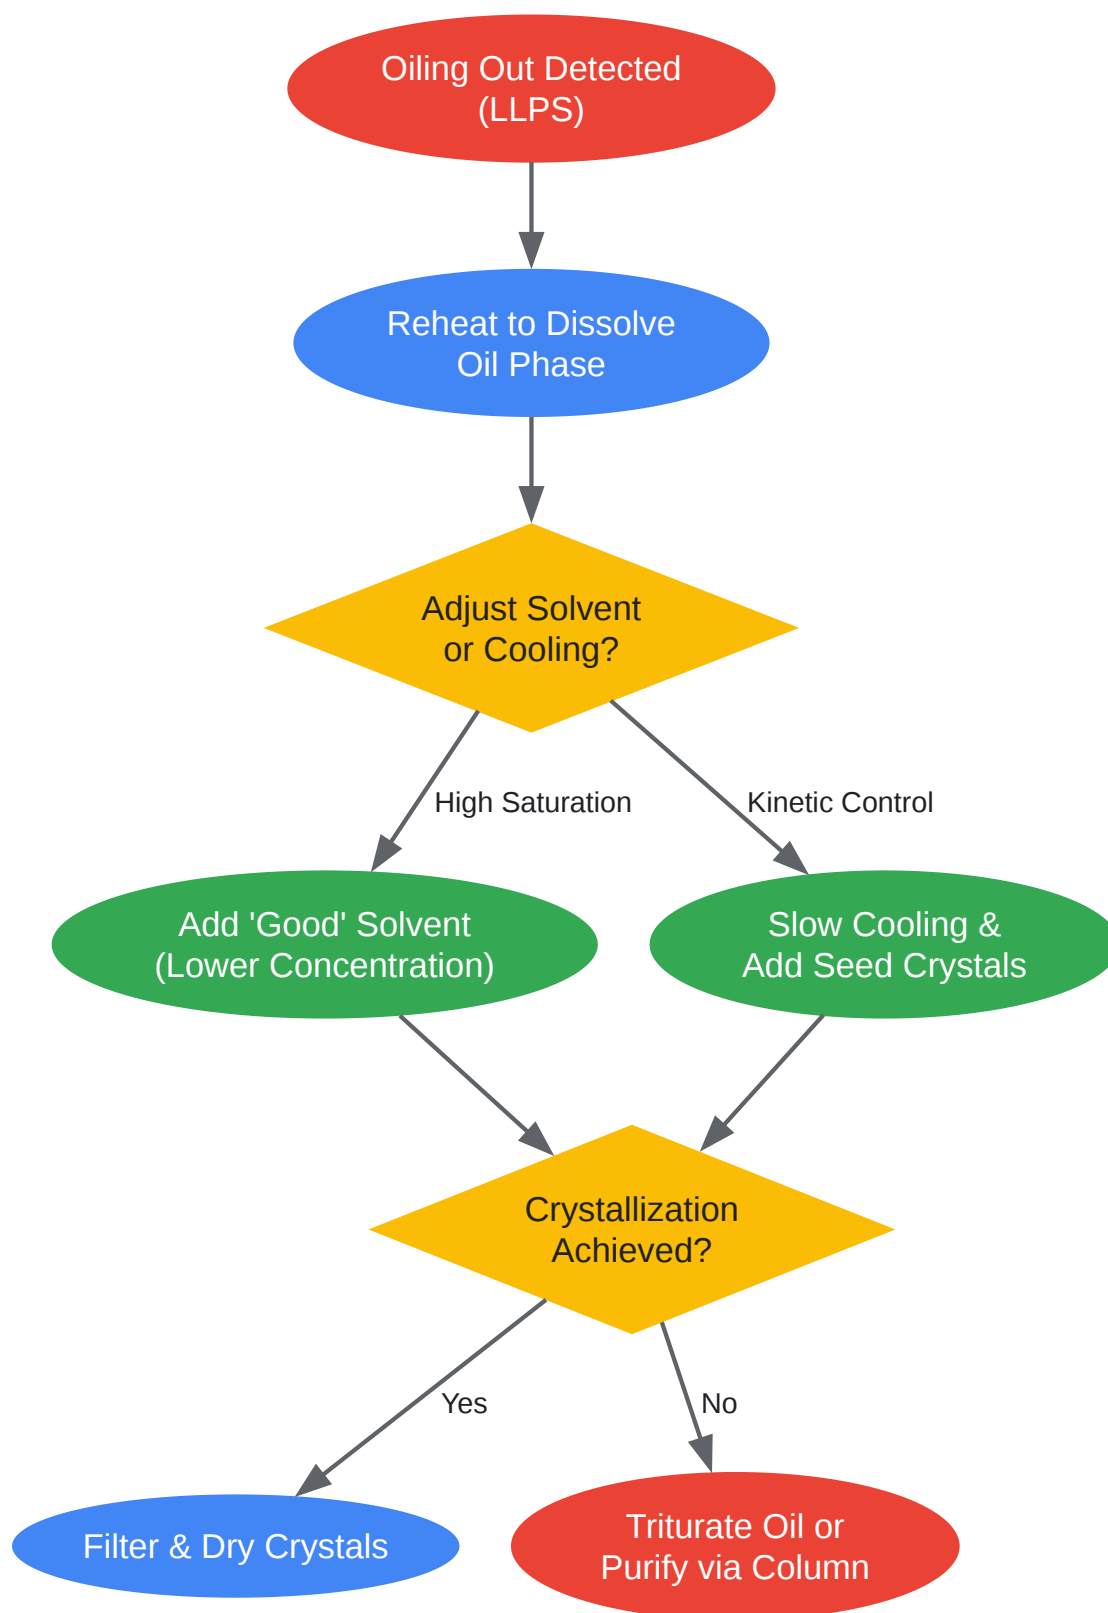 Oiling Out Detected
(LLPS)
Reheat to Dissolve
Oil Phase
Adjust Solvent
or Cooling?
High Saturation
Kinetic Control
Add 'Good' Solvent
(Lower Concentration)
Slow Cooling &
Add Seed Crystals
Crystallization
Achieved?
Yes
No
Filter & Dry Crystals
Triturate Oil or
Purify via Column